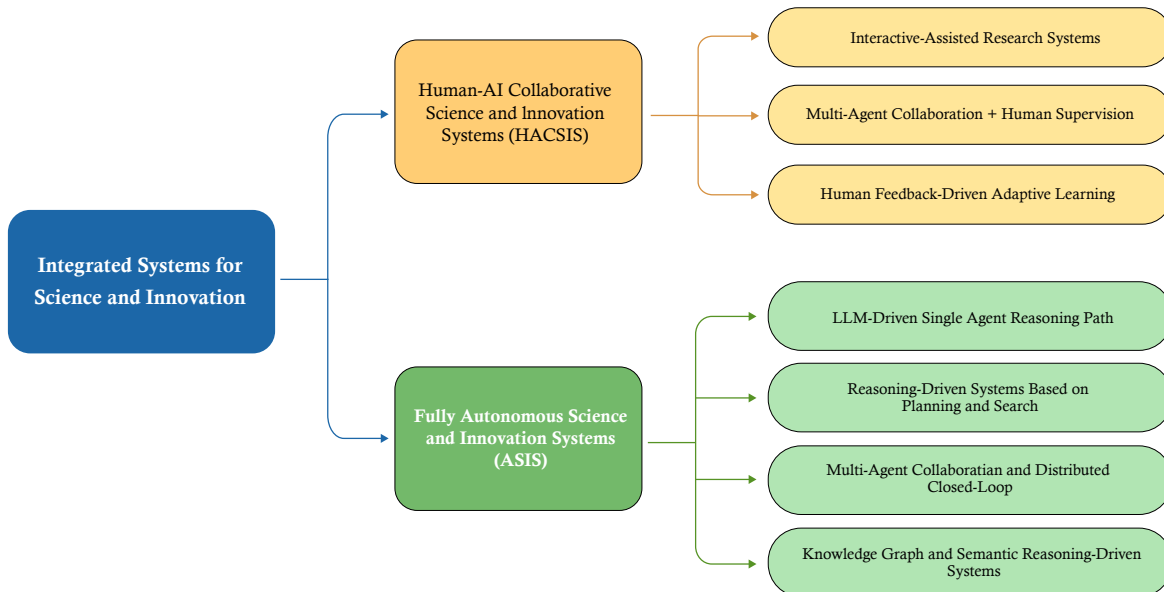 Integrated Systems for
Science and Innovation
Human-AI Collaborative
Science and Innovation
Systems (HACSIS)
Interactive-Assisted Research Systems
Multi-Agent Collaboration + Human Supervision
Human Feedback-Driven Adaptive Learning
Fully Autonomous Science
and Innovation Systems
(ASIS)
LLM-Driven Single Agent Reasoning Path
Reasoning-Driven Systems Based on
Planning and Search
Multi-Agent Collaboratian and Distributed
Closed-Loop
Knowledge Graph and Semantic Reasoning-Driven
Systems